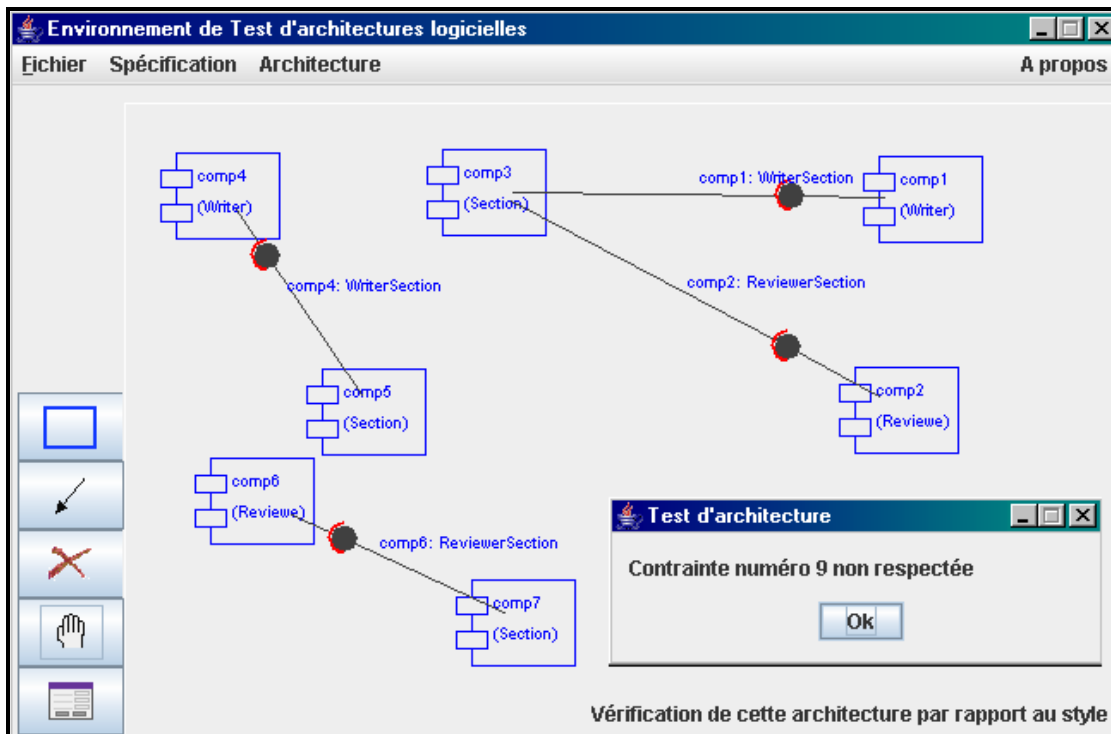 Environnement de Test d'architectures logicielles
Fichier Spécification Architecture A propos
comp4
(Writer)
comp3
(Section)
comp1: WriterSection
comp1
(Writer)
comp4: WriterSection
comp2: ReviewerSection
comp5
(Section)
comp2
(Reviewe)
comp6
(Reviewe)
comp6: ReviewerSection
comp7
(Section)
Test d'architecture
Contrainte numéro 9 non respectée
Ok
Vérification de cette architecture par rapport au style